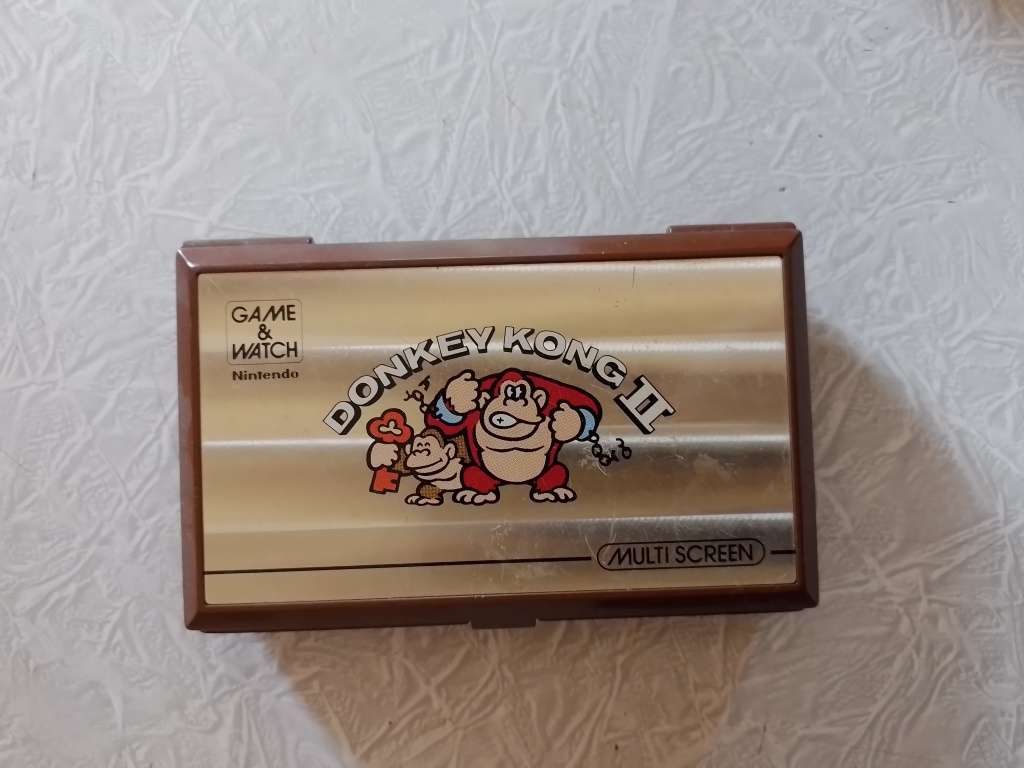 GAME
&
WATCH
Nintendo
DONKEY KONG II
MULTI SCREEN